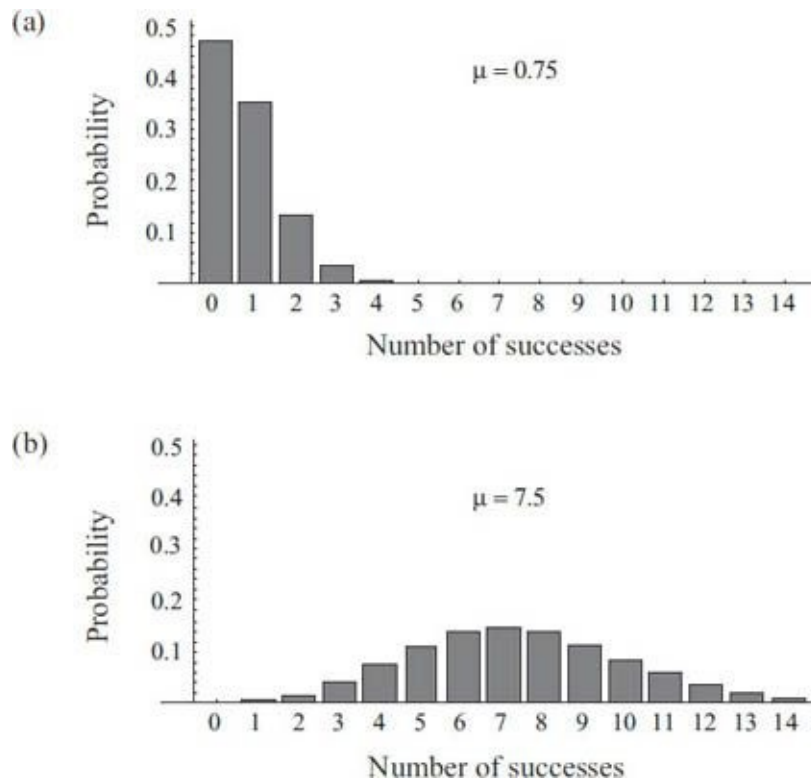 (a)
0.5
0.4
0.3
0.2
0.1
Probability
μ = 0.75
0 1 2 3 4 5 6 7 8 9 10 11 12 13 14
Number of successes
(b)
0.5
0.4
0.3
0.2
0.1
Probability
μ = 7.5
0 1 2 3 4 5 6 7 8 9 10 11 12 13 14
Number of successes